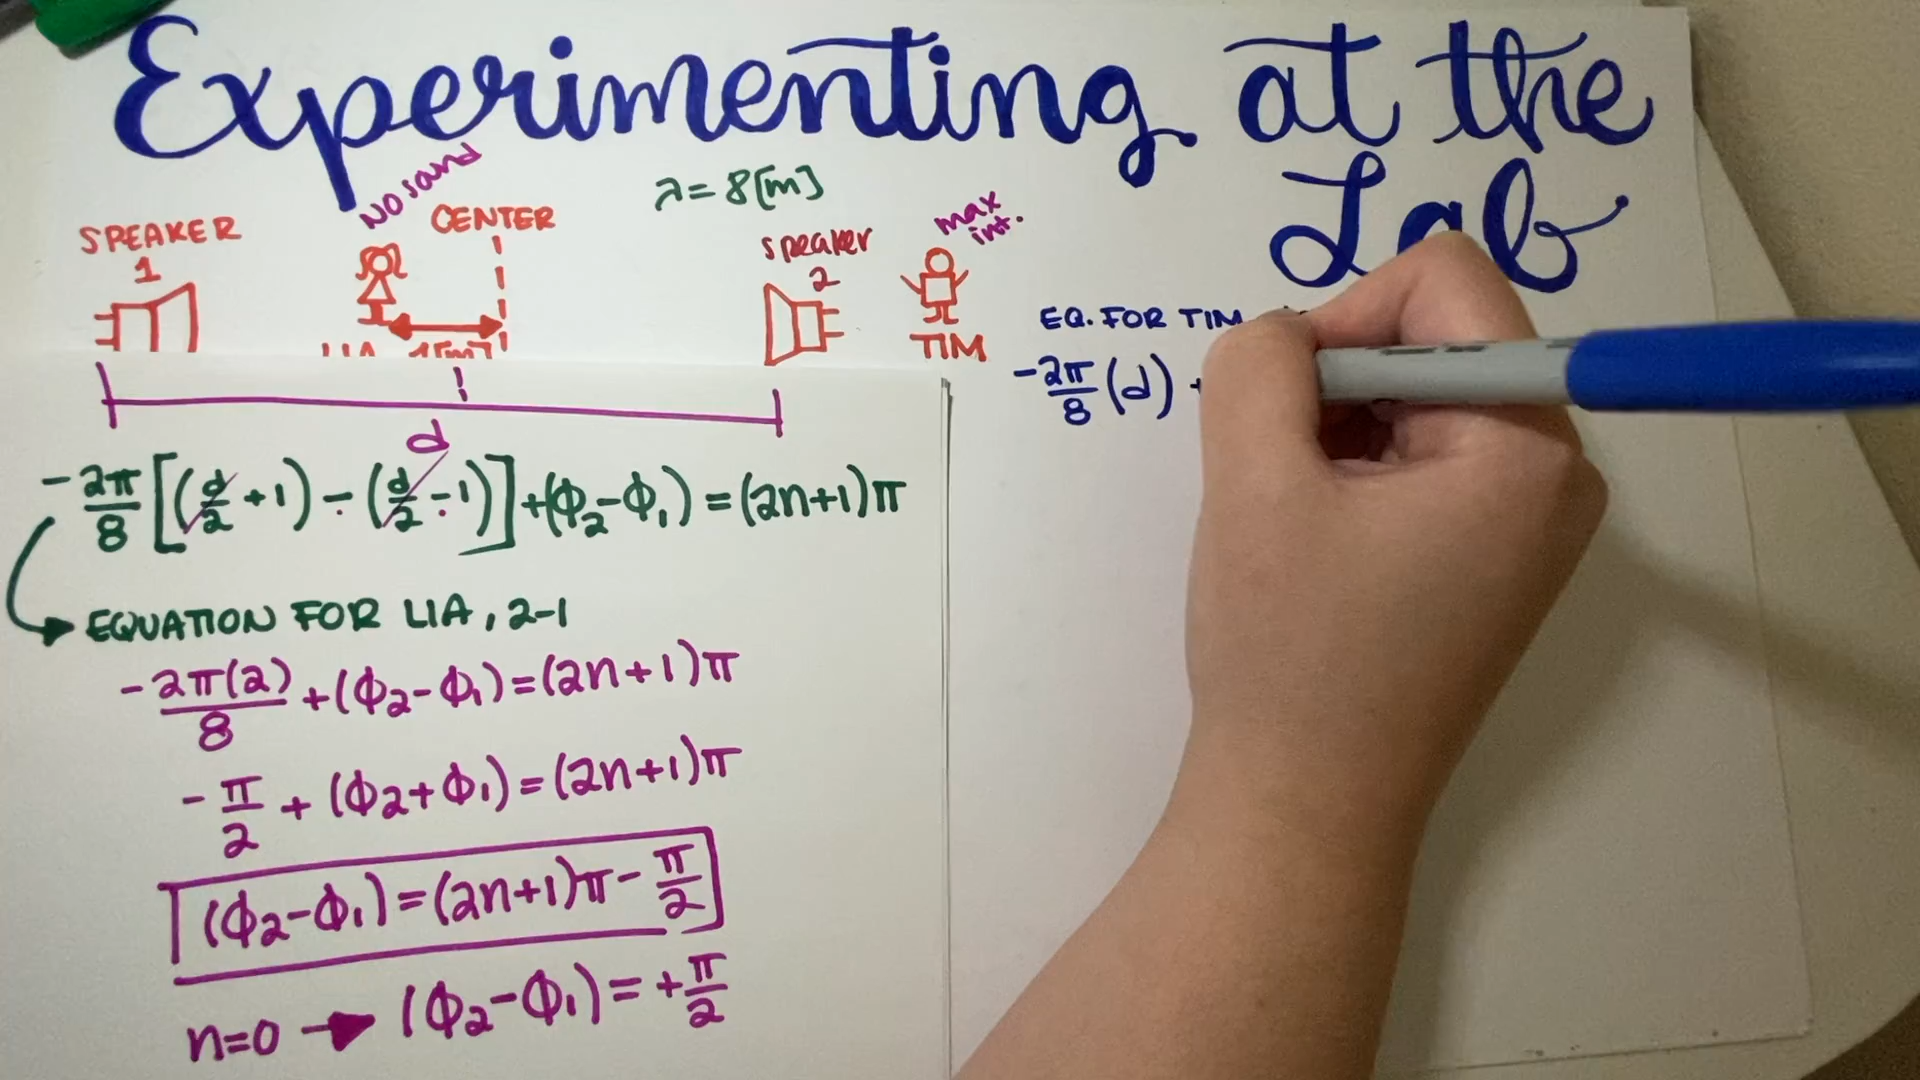 Experimenting at the
Lab
No sound
CENTER
λ = 8[m]
SPEAKER
1
speaker
2
max
int.
TIM
EQ. FOR TIM
-2π/8 (d) +
d
-2π/8 [(d/2 + 1) - (d/2 - 1)] + (ϕ₂ - ϕ₁) = (2n+1)π
EQUATION FOR LIA, 2-1
-2π(2)/8 + (ϕ₂ - ϕ₁) = (2n+1)π
-π/2 + (ϕ₂ + ϕ₁) = (2n+1)π
(ϕ₂ - ϕ₁) = (2n+1)π - π/2
n=0 → (ϕ₂ - ϕ₁) = +π/2